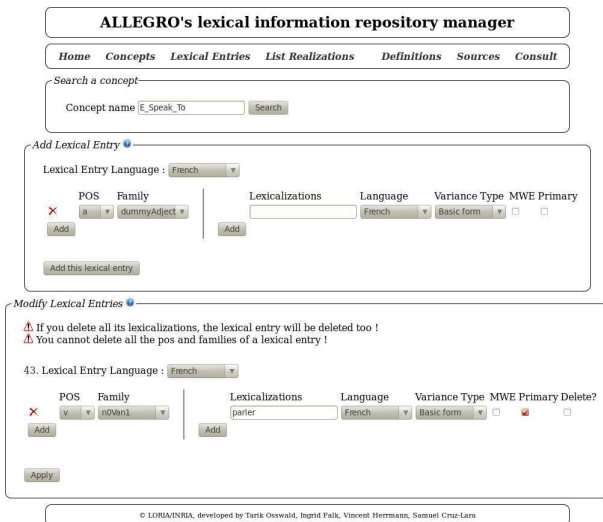 ALLEGRO's lexical information repository manager
Home Concepts Lexical Entries List Realizations Definitions Sources Consult
Search a concept
Concept name E_Speak_To Search
Add Lexical Entry ?
Lexical Entry Language : French
POS Family Lexicalizations Language Variance Type MWE Primary
a dummyAdject French Basic form
Add Add
Add this lexical entry
Modify Lexical Entries ?
If you delete all its lexicalizations, the lexical entry will be deleted too !
You cannot delete all the pos and families of a lexical entry !
43. Lexical Entry Language : French
POS Family Lexicalizations Language Variance Type MWE Primary Delete?
v n0Van1 parler French Basic form
Add Add
Apply
© LORIA/INRIA, developed by Tarik Osswald, Ingrid Falk, Vincent Herrmann, Samuel Cruz-Lara